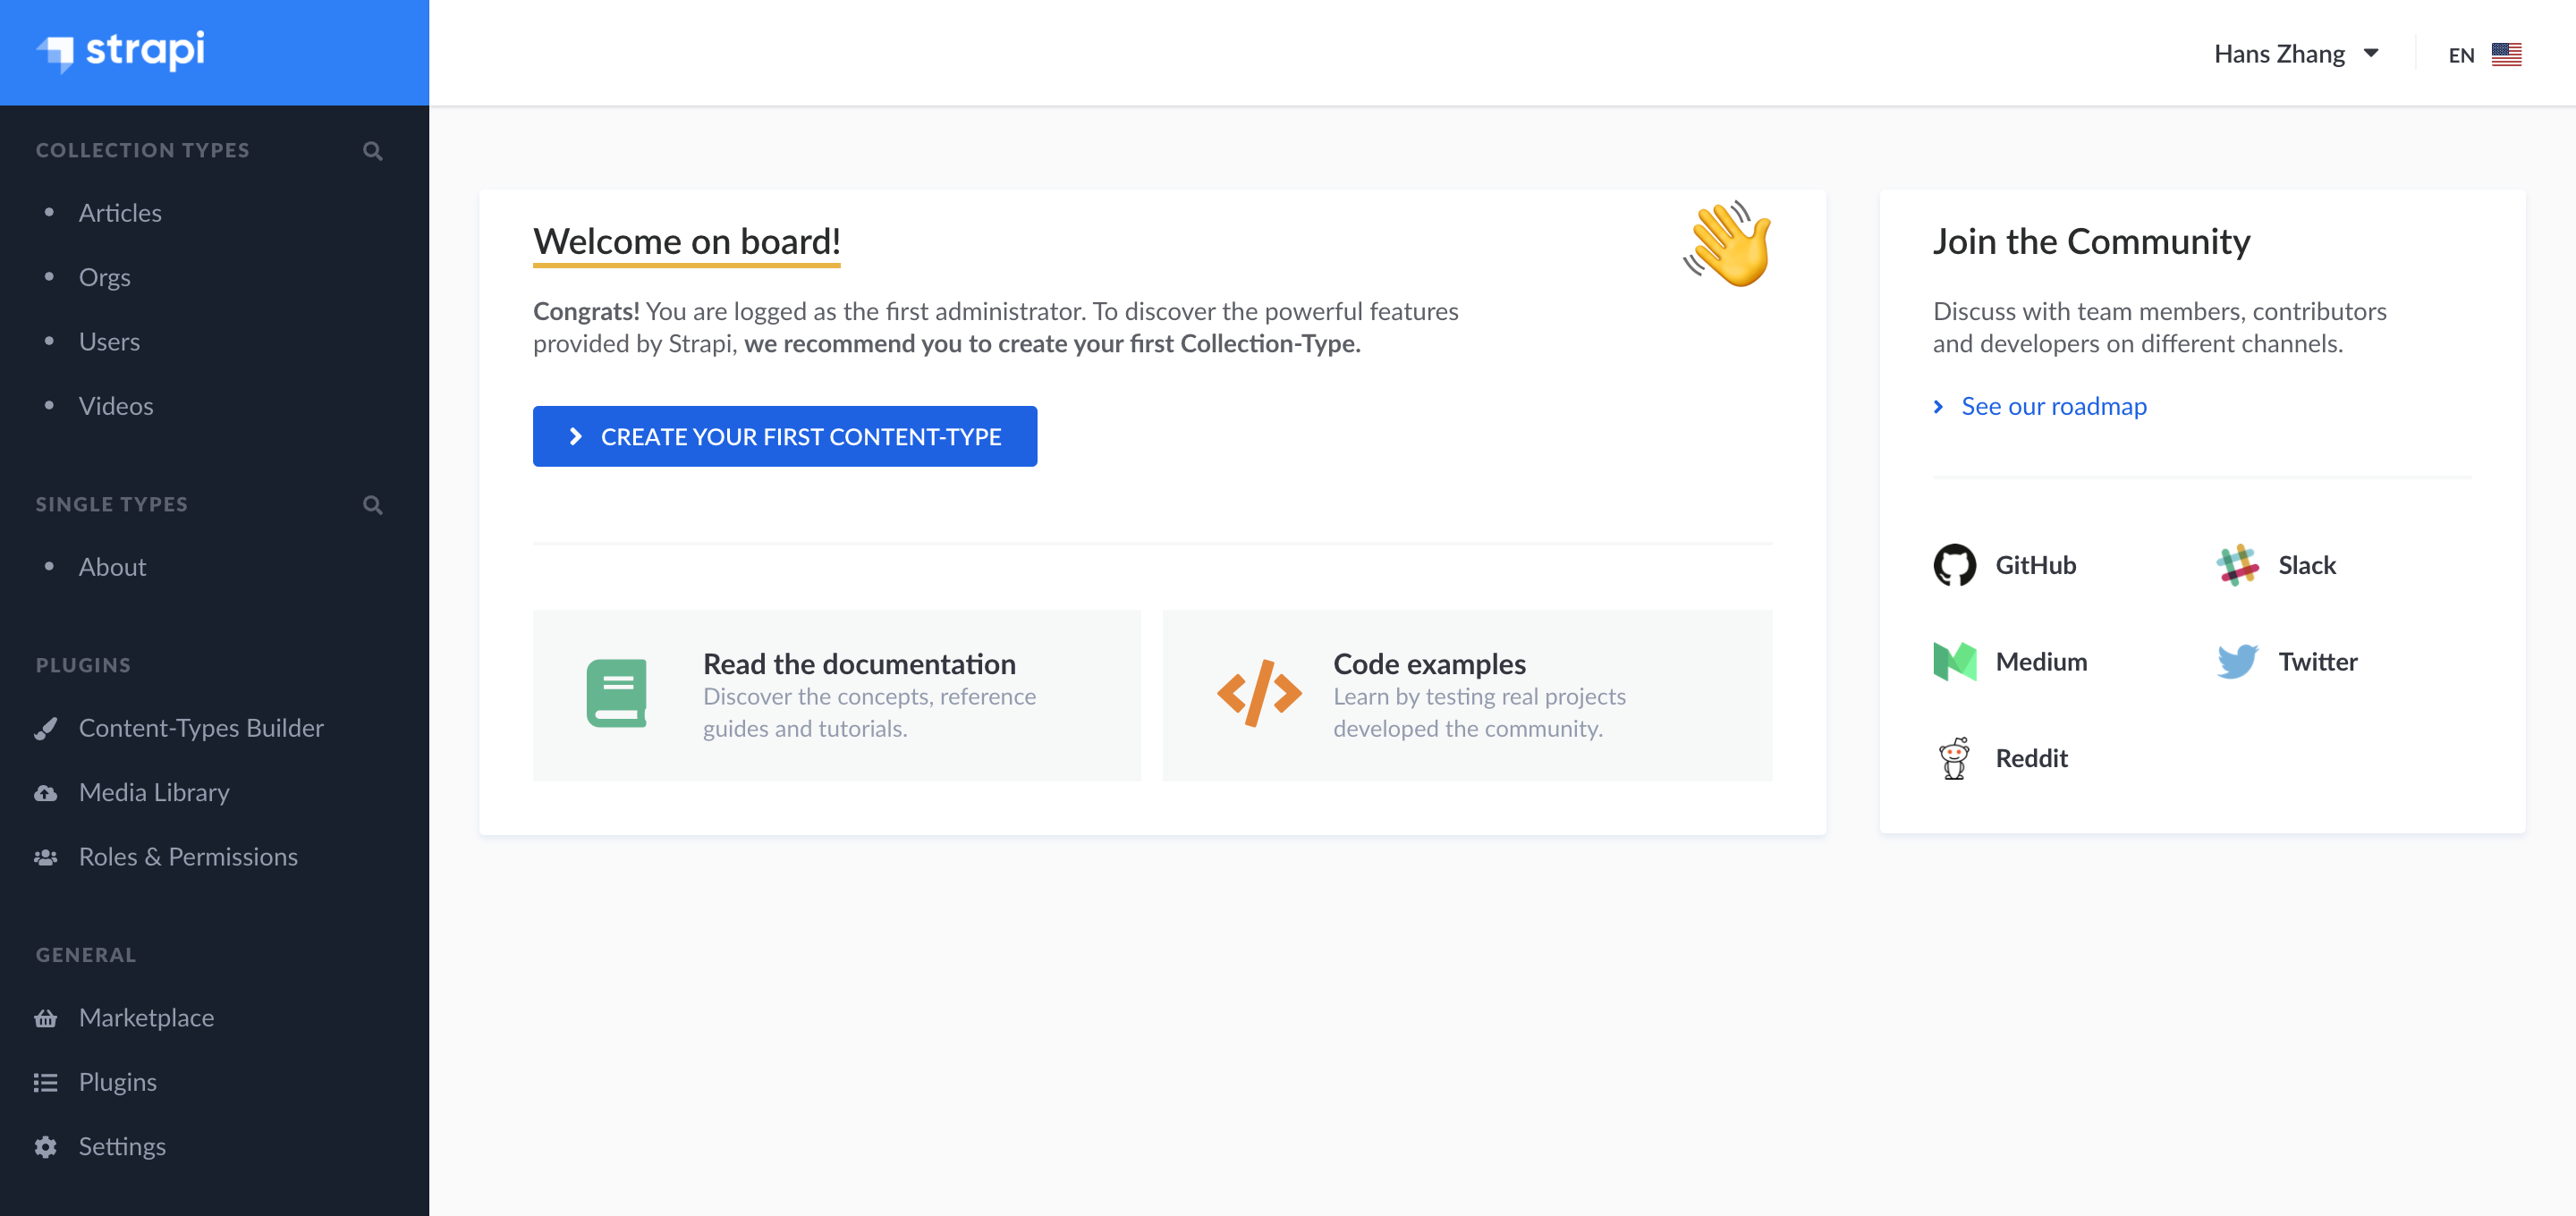 strapi
Hans Zhang
EN
COLLECTION TYPES
Articles
Orgs
Users
Videos
SINGLE TYPES
About
PLUGINS
Content-Types Builder
Media Library
Roles & Permissions
GENERAL
Marketplace
Plugins
Settings
Welcome on board!
Congrats! You are logged as the first administrator. To discover the powerful features
provided by Strapi, we recommend you to create your first Collection-Type.
CREATE YOUR FIRST CONTENT-TYPE
Read the documentation
Discover the concepts, reference
guides and tutorials.
Code examples
Learn by testing real projects
developed the community.
Join the Community
Discuss with team members, contributors
and developers on different channels.
See our roadmap
GitHub
Slack
Medium
Twitter
Reddit